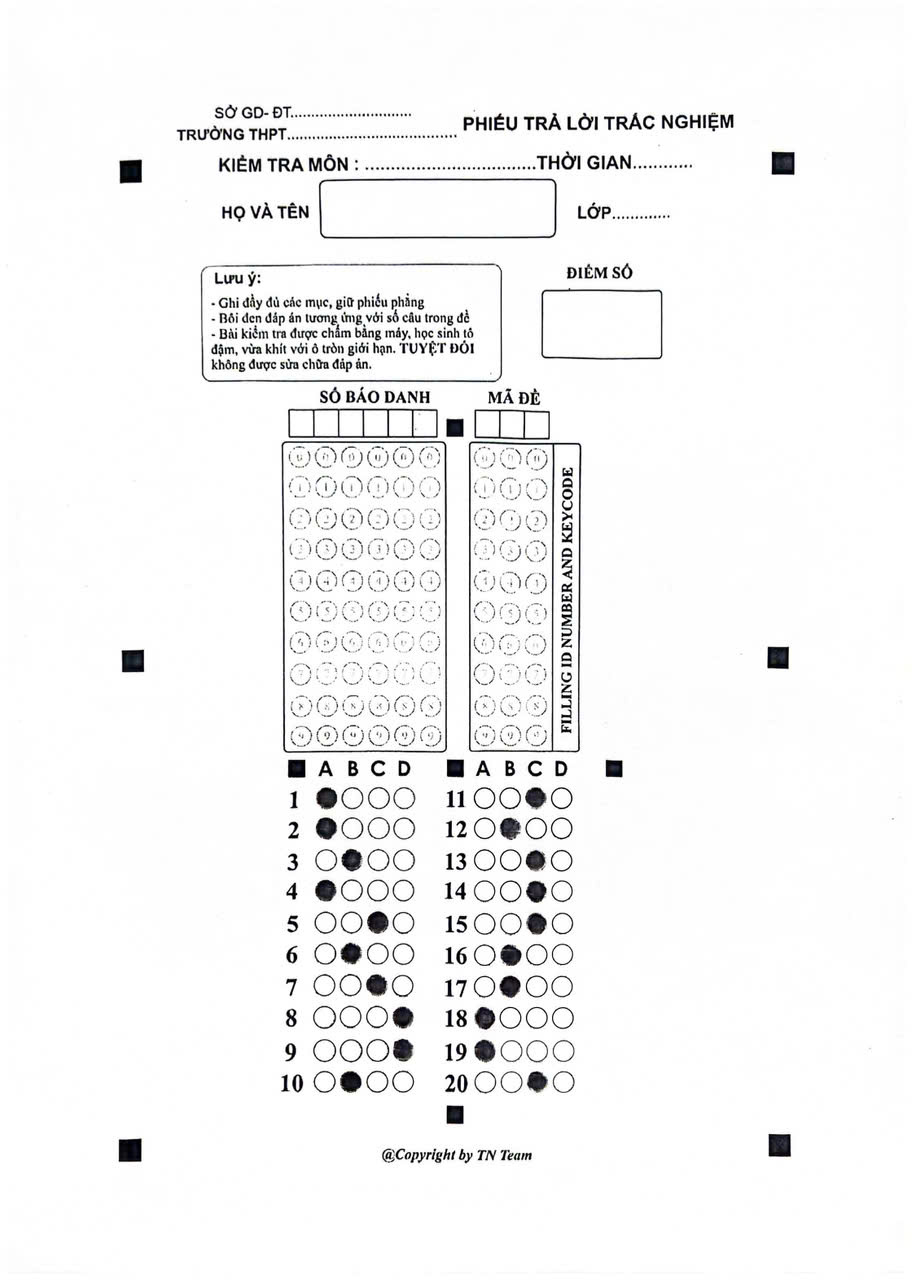 SỞ GD- ĐT..............................
TRƯỜNG THPT.........................................
PHIẾU TRẢ LỜI TRẮC NGHIỆM
KIỂM TRA MÔN : .................................THỜI GIAN............
HỌ VÀ TÊN
LỚP.............
Lưu ý:
- Ghi đầy đủ các mục, giữ phiếu phẳng
- Bôi đen đáp án tương ứng với số câu trong đề
- Bài kiểm tra được chấm bằng máy, học sinh tô
đậm, vừa khít với ô tròn giới hạn. TUYỆT ĐỐI
không được sửa chữa đáp án.
ĐIỂM SỐ
SỐ BÁO DANH
MÃ ĐỀ
0 0 0 0 0 0 0 0 0
1 1 1 1 1 1 1 1 1
2 2 2 2 2 2 2 2 2
3 3 3 3 3 3 3 3 3
4 4 4 4 4 4 4 4 4
5 5 5 5 5 5 5 5 5
6 6 6 6 6 6 6 6 6
7 7 7 7 7 7 7 7 7
8 8 8 8 8 8 8 8 8
9 9 9 9 9 9 9 9 9
FILLING ID NUMBER AND KEYCODE
A B C D A B C D
1 11
2 12
3 13
4 14
5 15
6 16
7 17
8 18
9 19
10 20
@Copyright by TN Team